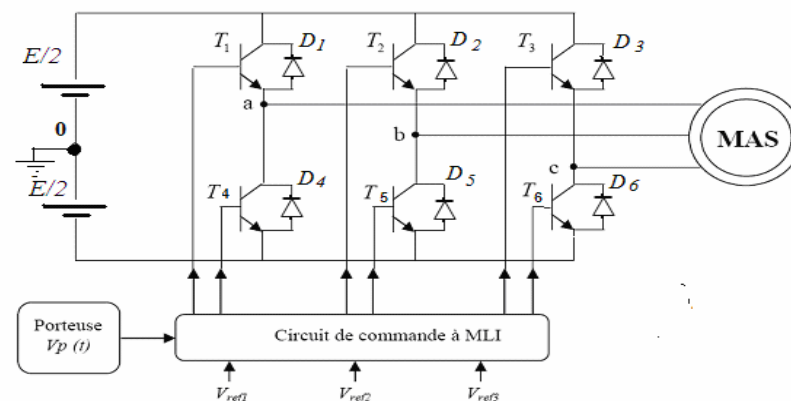 T1 D1 T2 D2 T3 D3
E/2
a
0
b
MAS
c
E/2
T4 D4 T5 D5 T6 D6
Porteuse
Vp (t)
Circuit de commande à MLI
Vref1 Vref2 Vref3